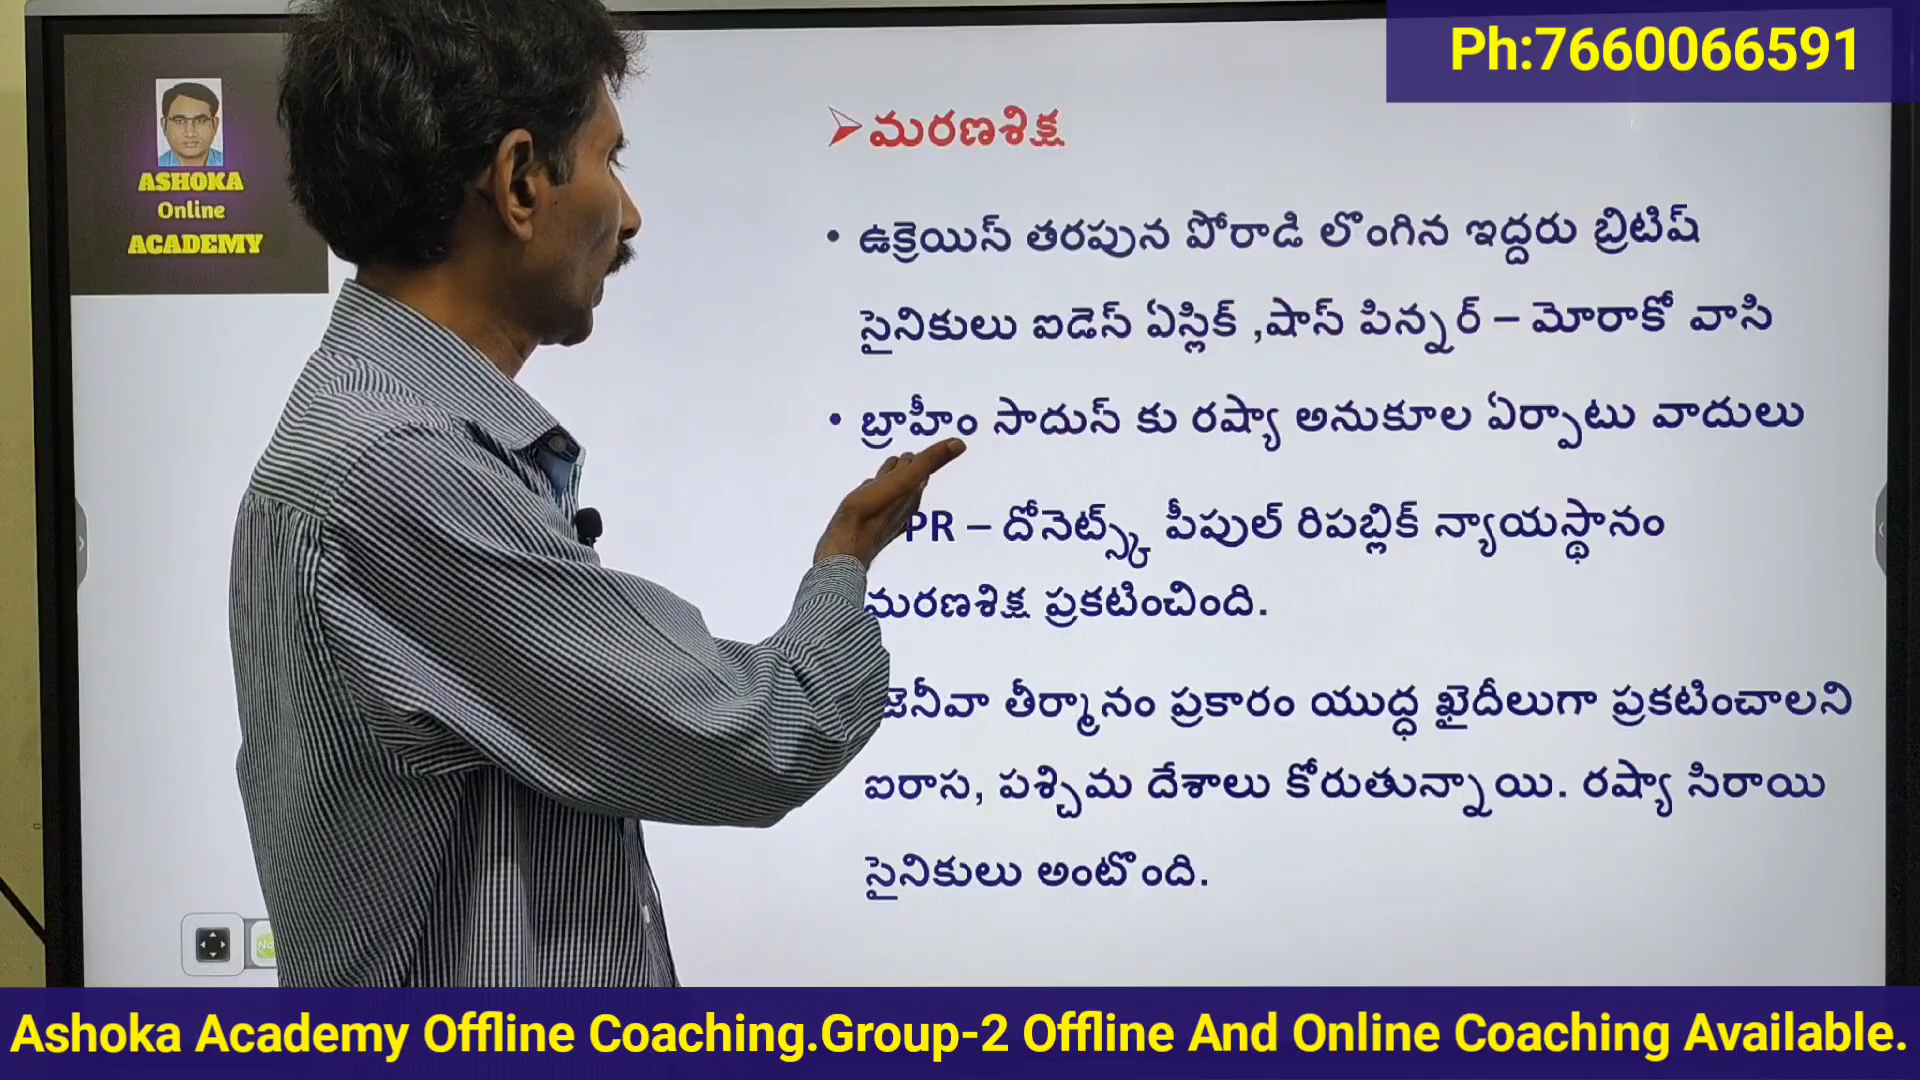 Ph:7660066591
ASHOKA
Online
ACADEMY
➢మరణశిక్ష
• ఉక్రెయిన్ తరపున పోరాడి లొంగిన ఇద్దరు బ్రిటిష్
సైనికులు ఐడెస్ ఏస్లిక్ ,షాస్ పిన్నర్ – మోరాకో వాసి
• బ్రాహీం సాదున్ కు రష్యా అనుకూల ఏర్పాటు వాదులు
PR – దోనెట్స్క్ పీపుల్ రిపబ్లిక్ న్యాయస్థానం
మరణశిక్ష ప్రకటించింది.
జెనీవా తీర్మానం ప్రకారం యుద్ధ ఖైదీలుగా ప్రకటించాలని
ఐరాస, పశ్చిమ దేశాలు కోరుతున్నాయి. రష్యా సిరాయి
సైనికులు అంటొంది.
Ashoka Academy Offline Coaching.Group-2 Offline And Online Coaching Available.